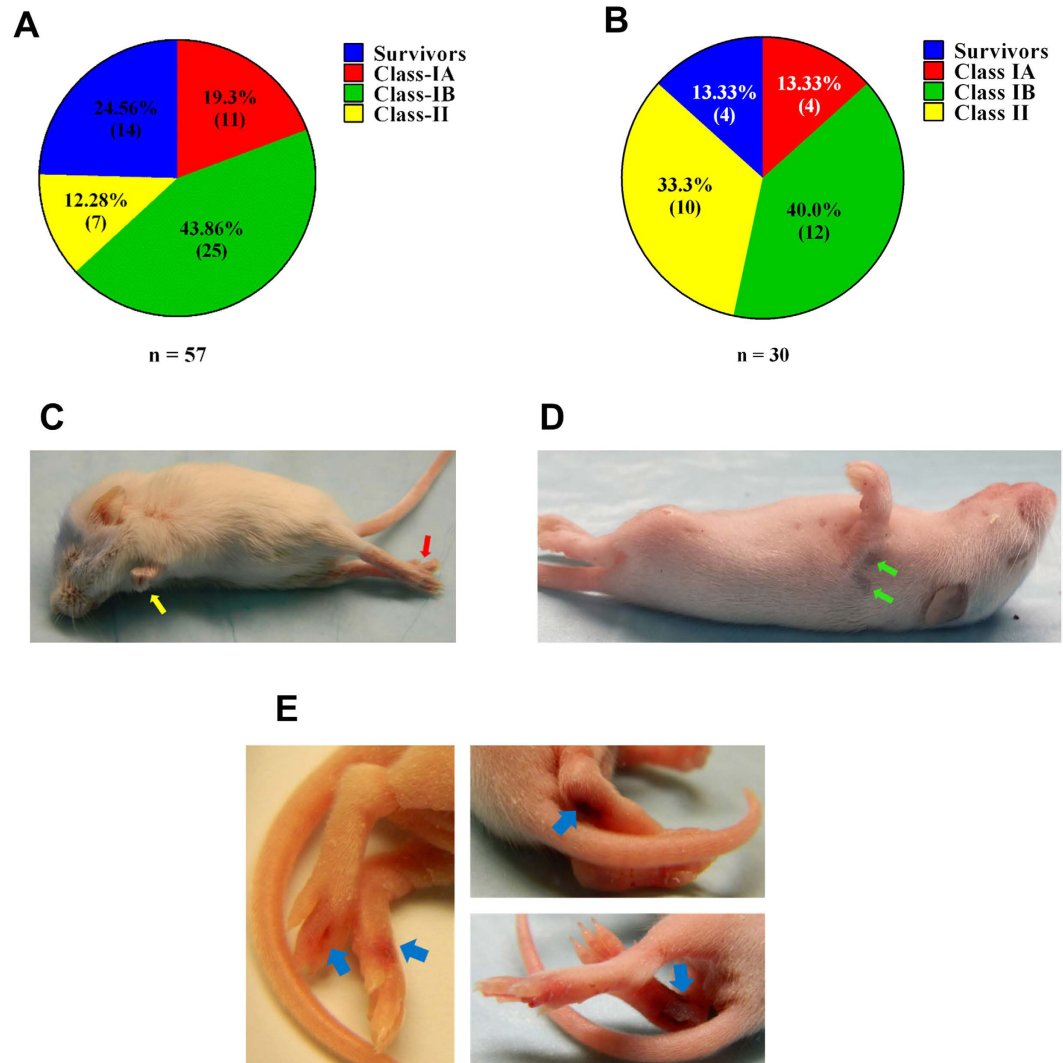 A
Survivors
Class-IA
Class-IB
Class-II
24.56%
(14)
19.3%
(11)
12.28%
(7)
43.86%
(25)
n = 57
B
Survivors
Class IA
Class IB
Class II
13.33%
(4)
13.33%
(4)
33.3%
(10)
40.0%
(12)
n = 30
C
D
E